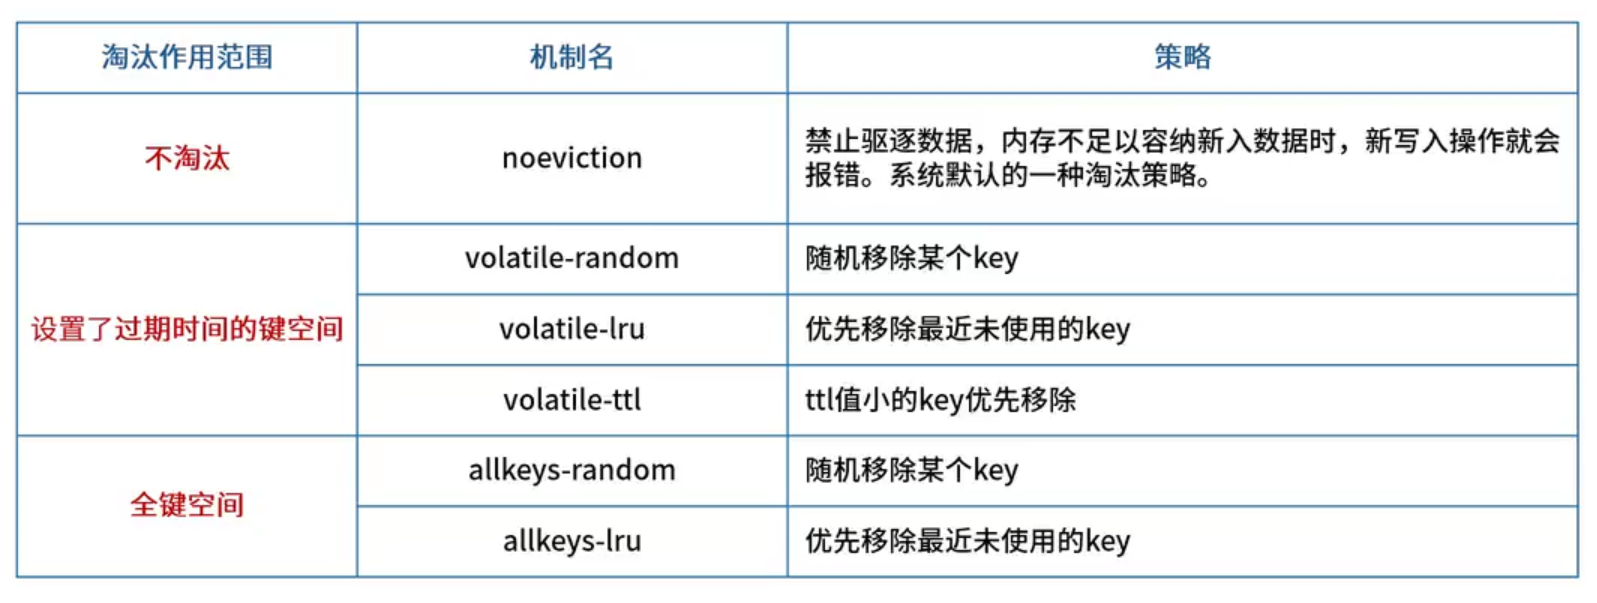 淘汰作用范围
机制名
策略
不淘汰
noeviction
禁止驱逐数据，内存不足以容纳新入数据时，新写入操作就会
报错。系统默认的一种淘汰策略。
设置了过期时间的键空间
volatile-random
随机移除某个key
volatile-lru
优先移除最近未使用的key
volatile-ttl
ttl值小的key优先移除
全键空间
allkeys-random
随机移除某个key
allkeys-lru
优先移除最近未使用的key